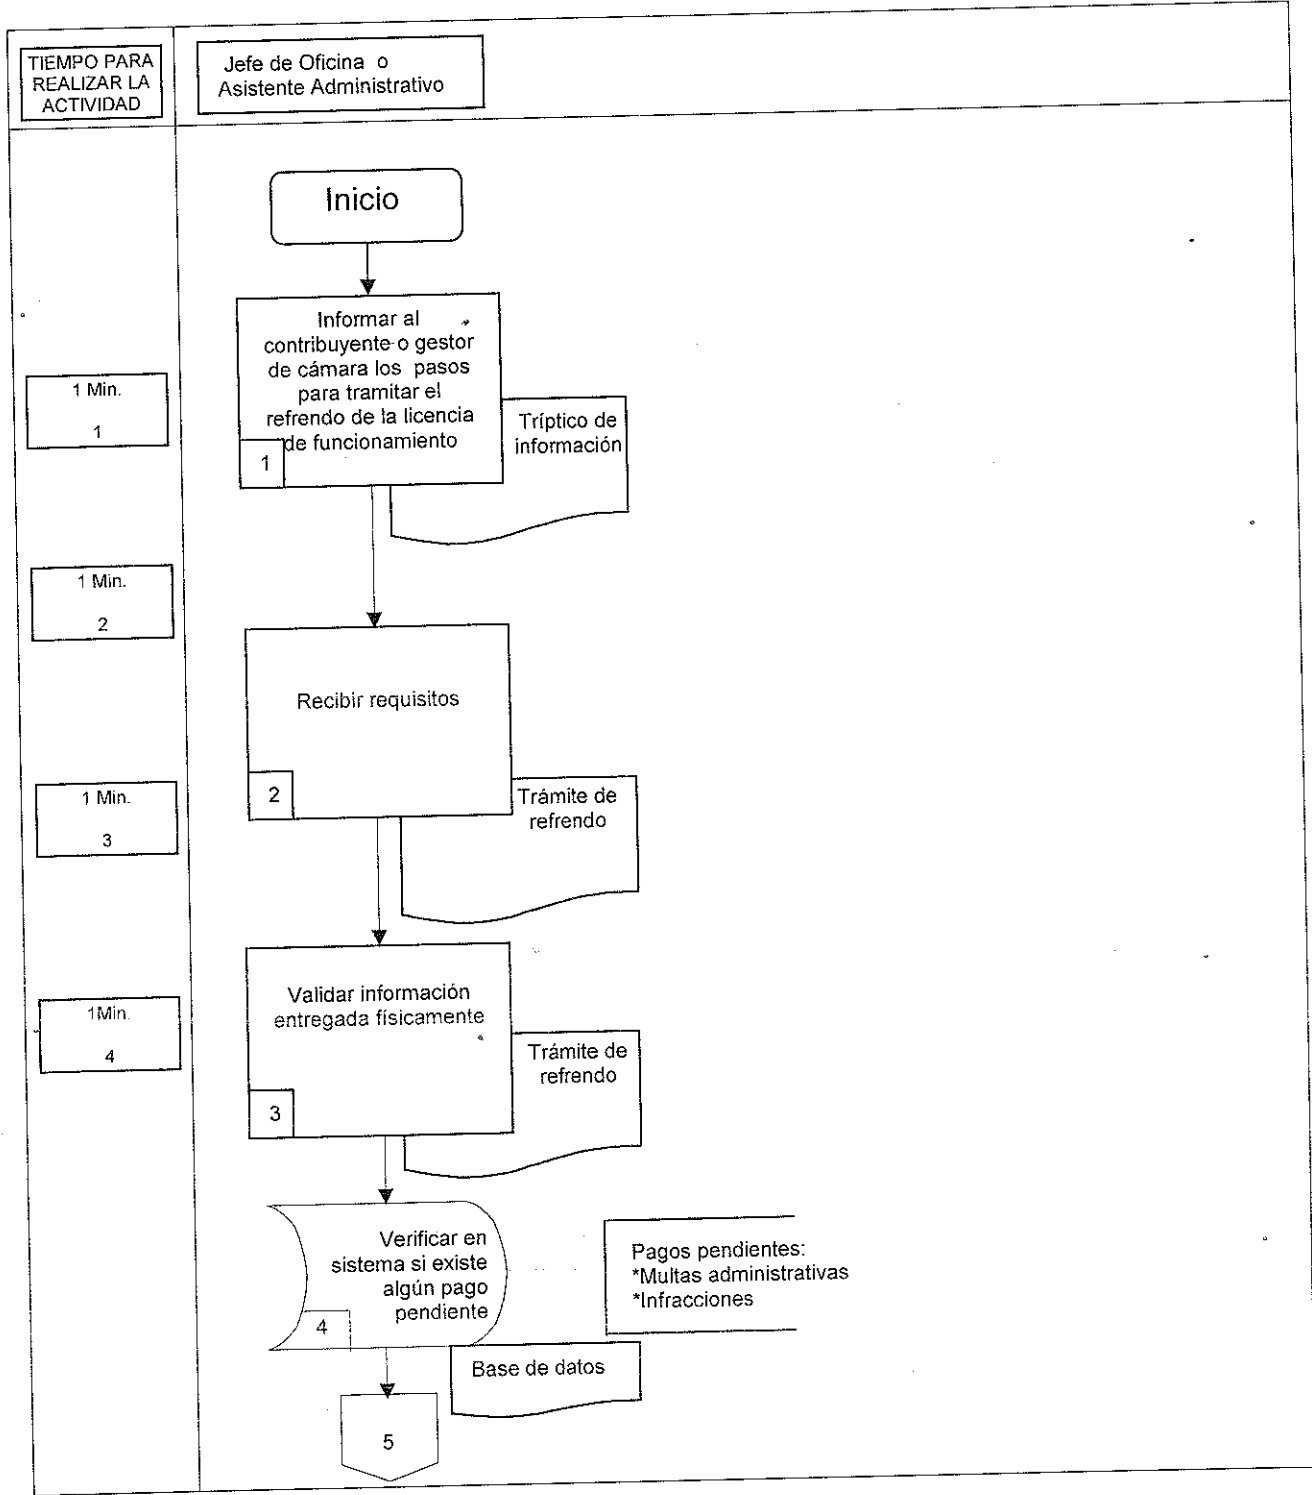 TIEMPO PARA
REALIZAR LA
ACTIVIDAD
Jefe de Oficina o
Asistente Administrativo
Inicio
Informar al
contribuyente o gestor
de cámara los pasos
para tramitar el
refrendo de la licencia
de funcionamiento
1
Tríptico de
información
1 Min.
1
1 Min.
2
Recibir requisitos
2
Trámite de
refrendo
1 Min.
3
Validar información
entregada físicamente
3
Trámite de
refrendo
1Min.
4
Verificar en
sistema si existe
algún pago
pendiente
4
Pagos pendientes:
*Multas administrativas
*Infracciones
Base de datos
5